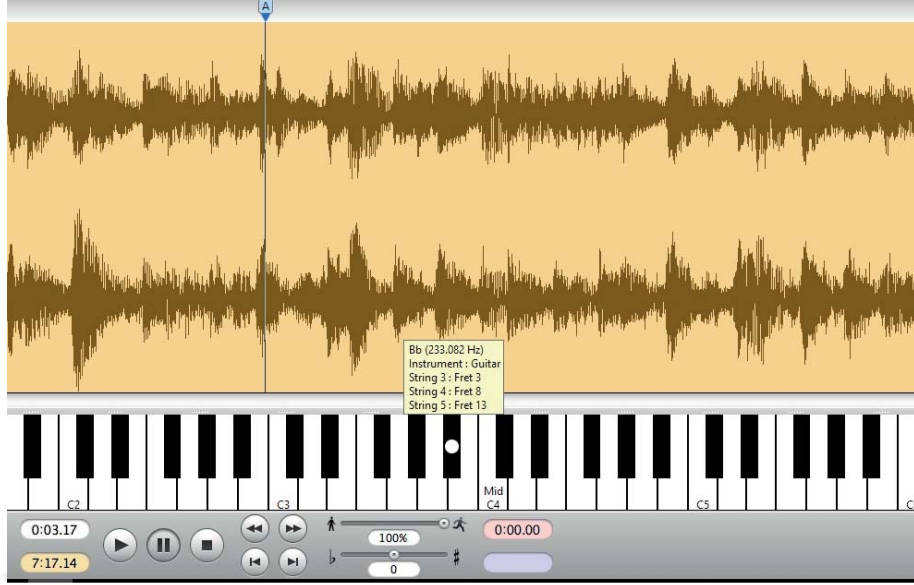 A
Bb (233.082 Hz)
Instrument : Guitar
String 3 : Fret 3
String 4 : Fret 8
String 5 : Fret 13
Mid
C2 C3 C4 C5 C
0:03.17
0:00.00
100%
7:17.14
♭ ♯
0